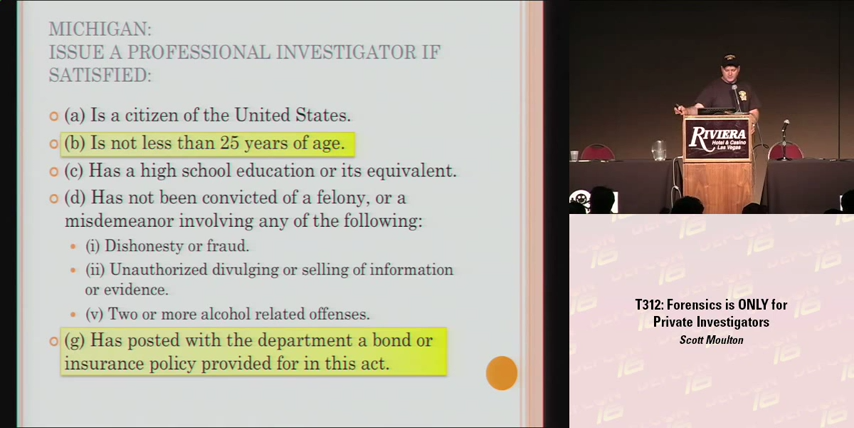 MICHIGAN:
ISSUE A PROFESSIONAL INVESTIGATOR IF
SATISFIED:
(a) Is a citizen of the United States.
(b) Is not less than 25 years of age.
(c) Has a high school education or its equivalent.
(d) Has not been convicted of a felony, or a
misdemeanor involving any of the following:
(i) Dishonesty or fraud.
(ii) Unauthorized divulging or selling of information
or evidence.
(v) Two or more alcohol related offenses.
(g) Has posted with the department a bond or
insurance policy provided for in this act.
RIVIERA
Hotel & Casino
Las Vegas
T312: Forensics is ONLY for
Private Investigators
Scott Moulton